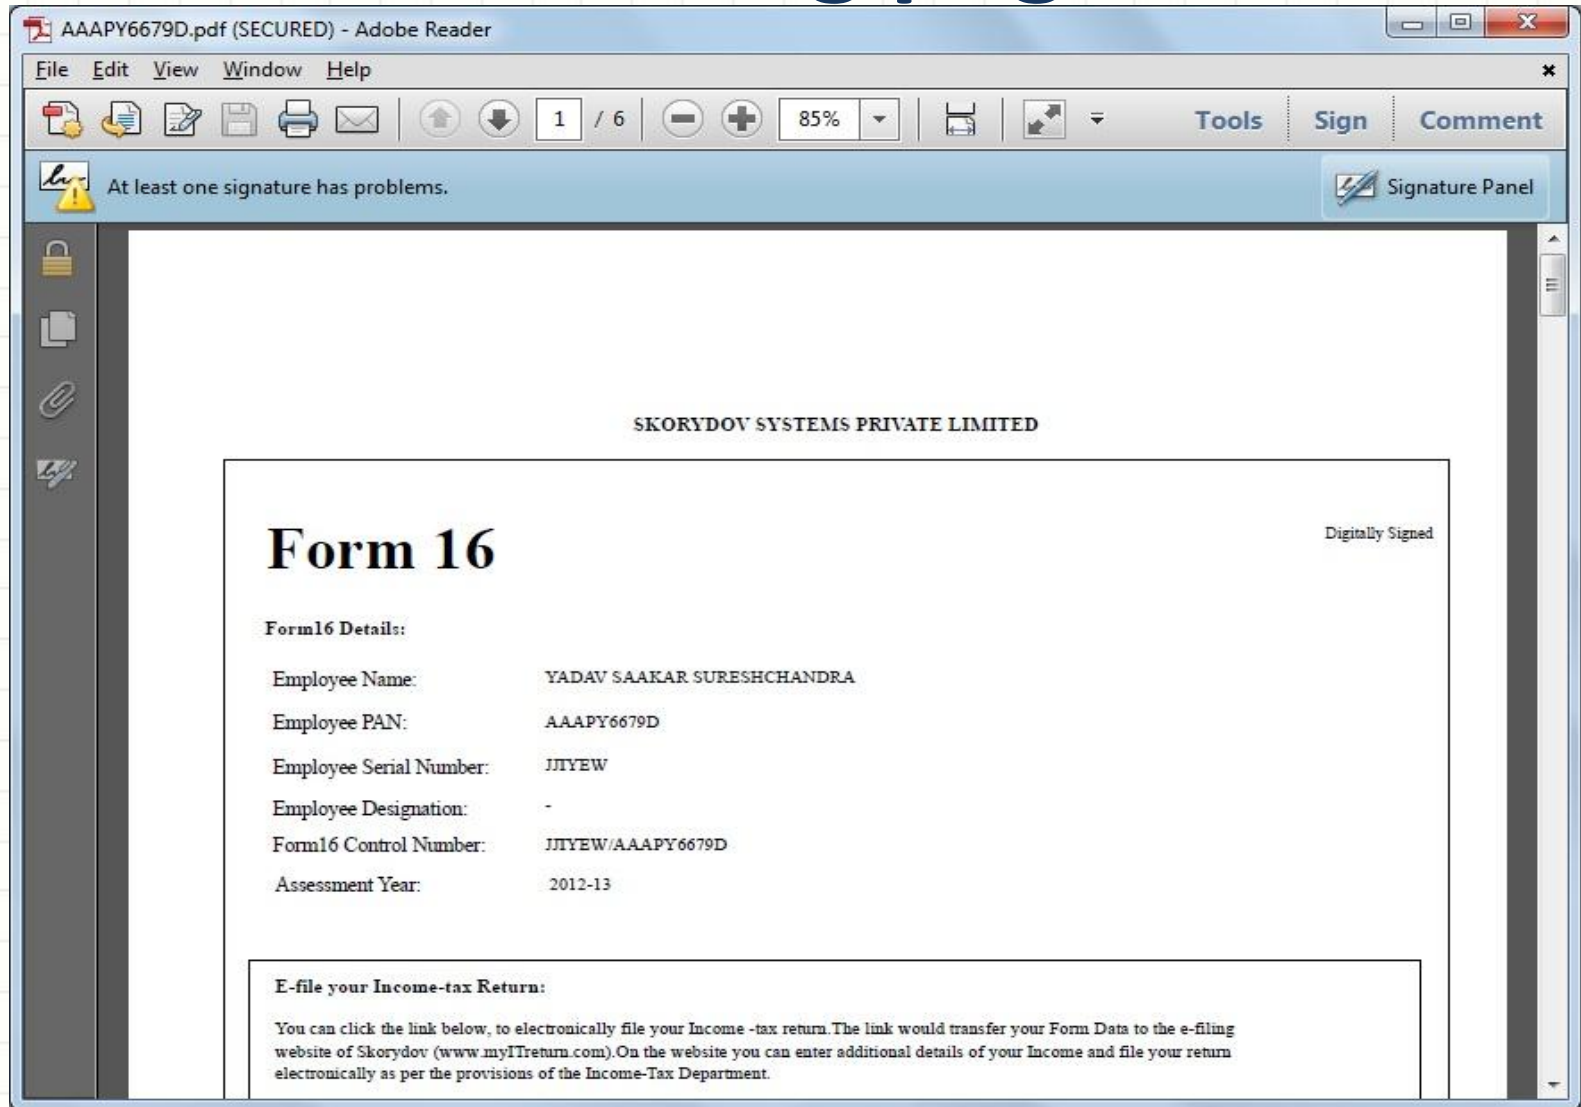 AAAPY6679D.pdf (SECURED) - Adobe Reader
File Edit View Window Help
1 / 6 85% Tools Sign Comment
At least one signature has problems. Signature Panel
SKORYDOV SYSTEMS PRIVATE LIMITED
Form 16 Digitally Signed
Form16 Details:
Employee Name: YADAV SAAKAR SURESHCHANDRA
Employee PAN: AAAPY6679D
Employee Serial Number: JJIYEW
Employee Designation: -
Form16 Control Number: JJIYEW/AAAPY6679D
Assessment Year: 2012-13
E-file your Income-tax Return:
You can click the link below, to electronically file your Income -tax return.The link would transfer your Form Data to the e-filing
website of Skorydov (www.myITreturn.com).On the website you can enter additional details of your Income and file your return
electronically as per the provisions of the Income-Tax Department.